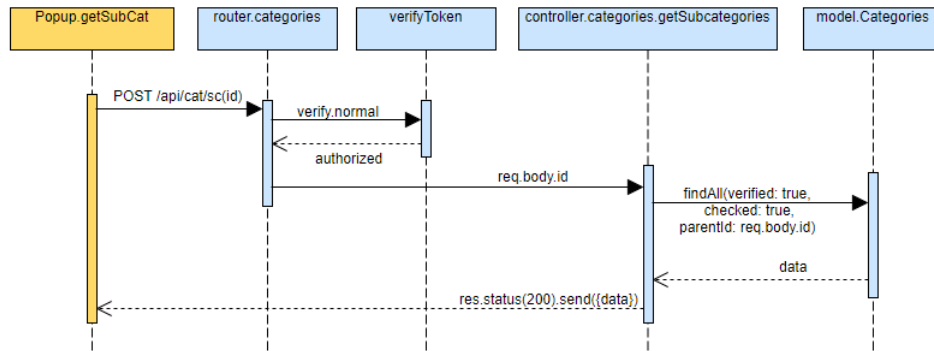 Popup.getSubCat
router.categories
verifyToken
controller.categories.getSubcategories
model.Categories
POST /api/cat/sc(id)
verify.normal
authorized
req.body.id
findAll(verified: true,
checked: true,
parentId: req.body.id)
data
res.status(200).send({data})